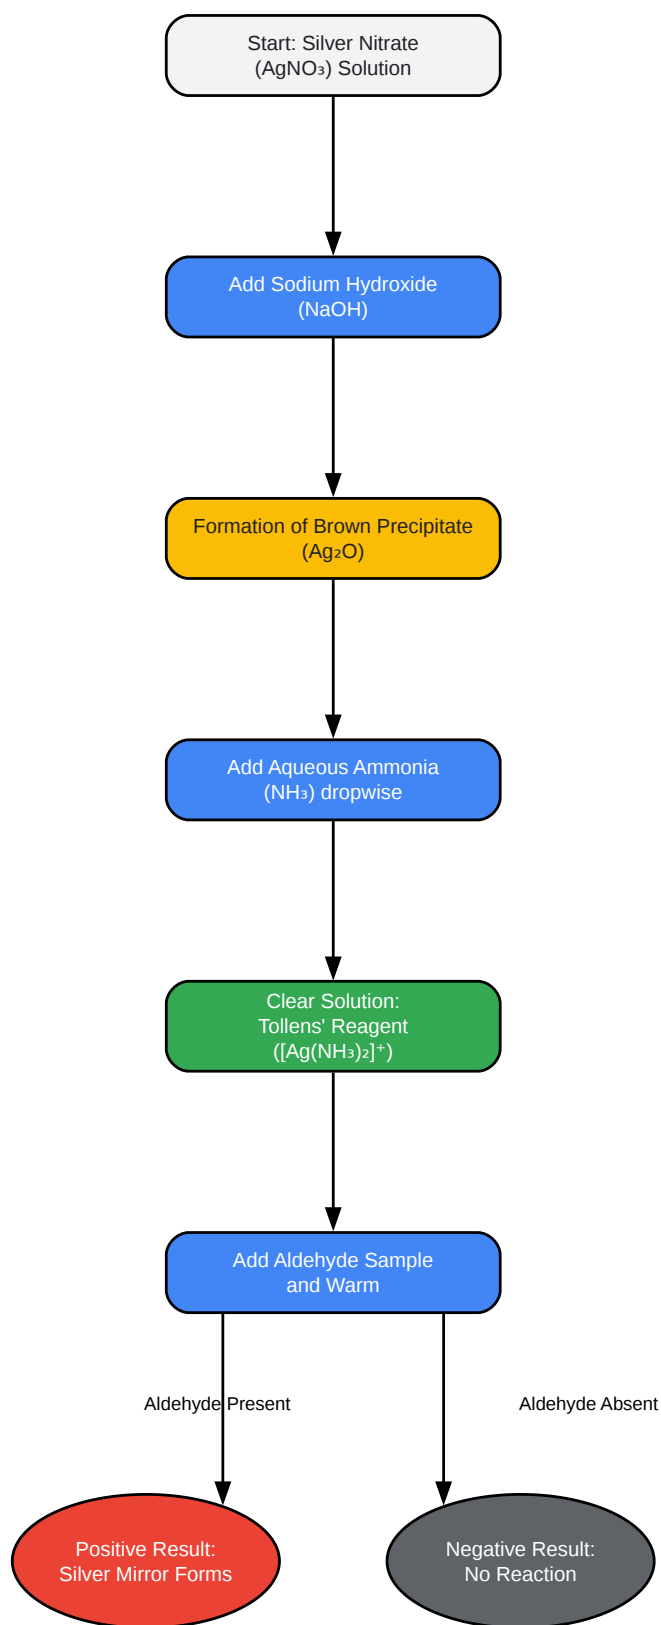 Start: Silver Nitrate
(AgNO₃) Solution
Add Sodium Hydroxide
(NaOH)
Formation of Brown Precipitate
(Ag₂O)
Add Aqueous Ammonia
(NH₃) dropwise
Clear Solution:
Tollens' Reagent
([Ag(NH₃)₂]⁺)
Add Aldehyde Sample
and Warm
Aldehyde Present
Aldehyde Absent
Positive Result:
Silver Mirror Forms
Negative Result:
No Reaction